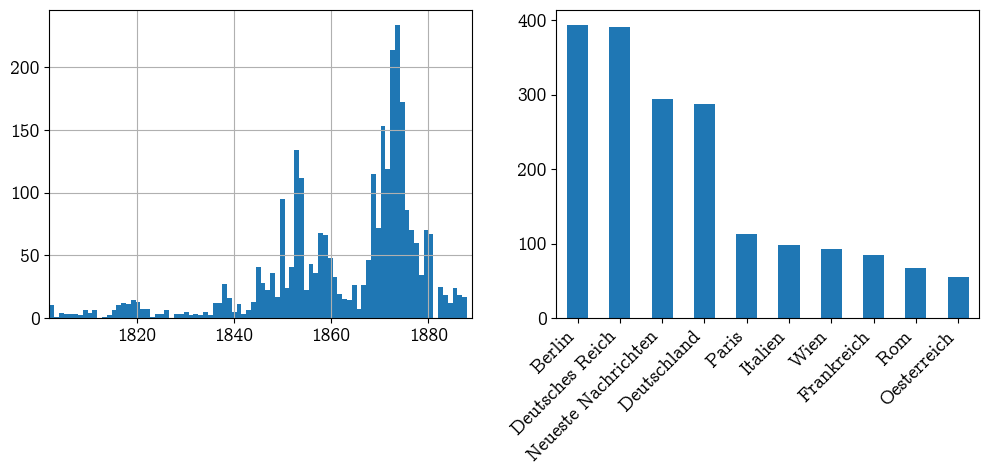 200
150
100
50
0
1820 1840 1860 1880
400
300
200
100
0
Berlin
Deutsches Reich
Neueste Nachrichten
Deutschland
Paris
Italien
Wien
Frankreich
Rom
Oesterreich